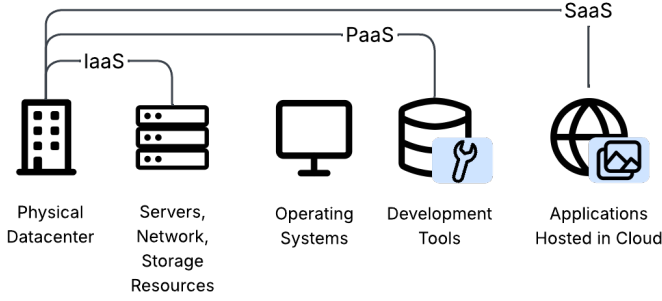 SaaS
PaaS
IaaS
Physical
Datacenter
Servers,
Network,
Storage
Resources
Operating
Systems
Development
Tools
Applications
Hosted in Cloud